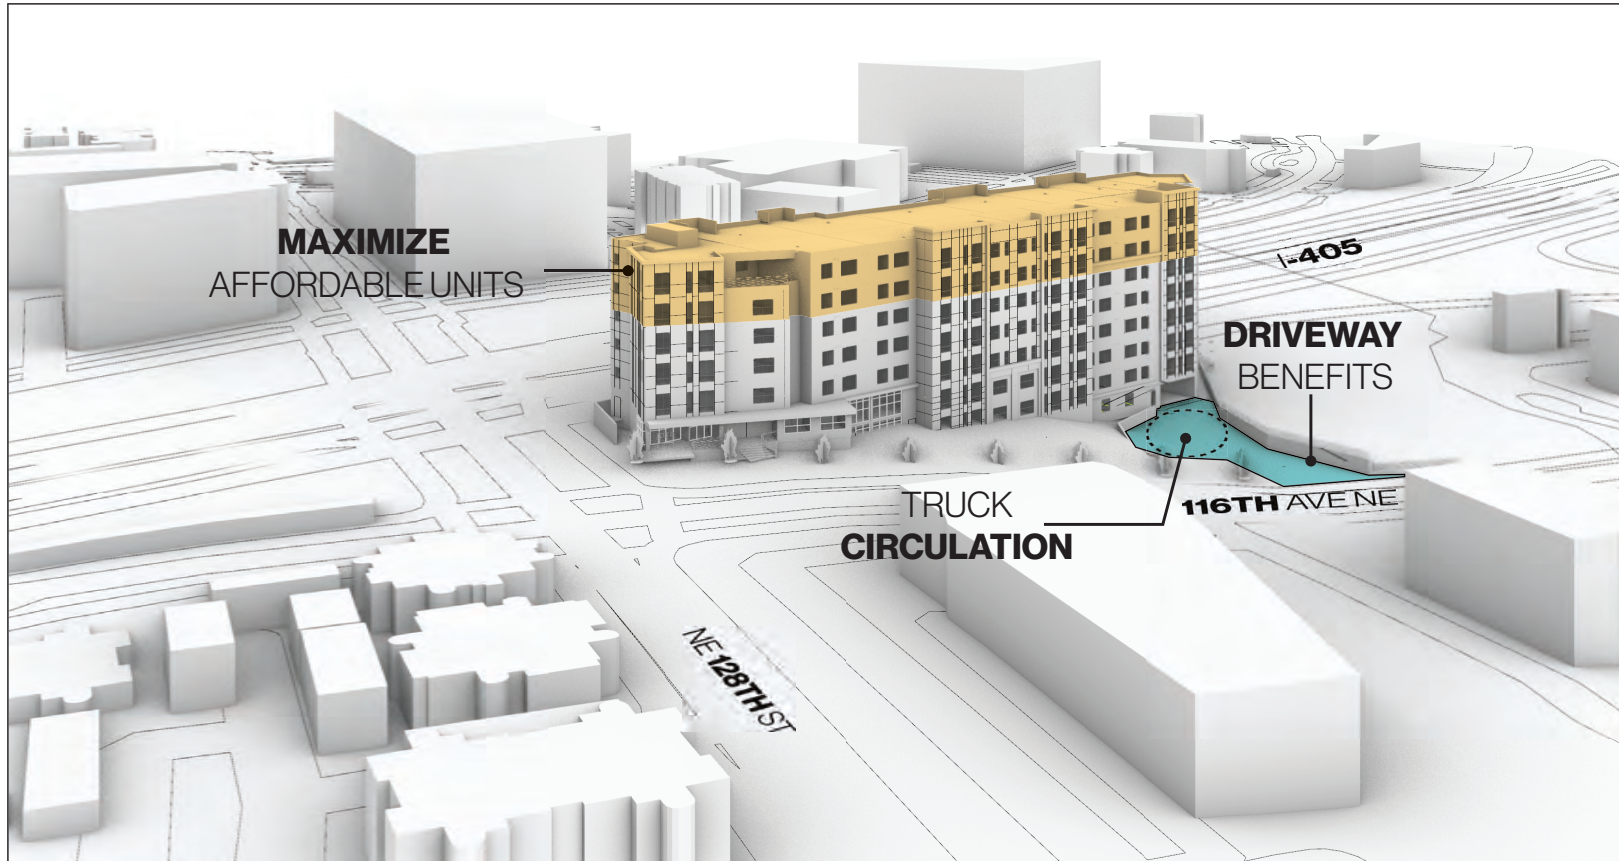 MAXIMIZE
AFFORDABLE UNITS
I-405
DRIVEWAY
BENEFITS
TRUCK
CIRCULATION
116TH AVE NE
NE 128TH ST